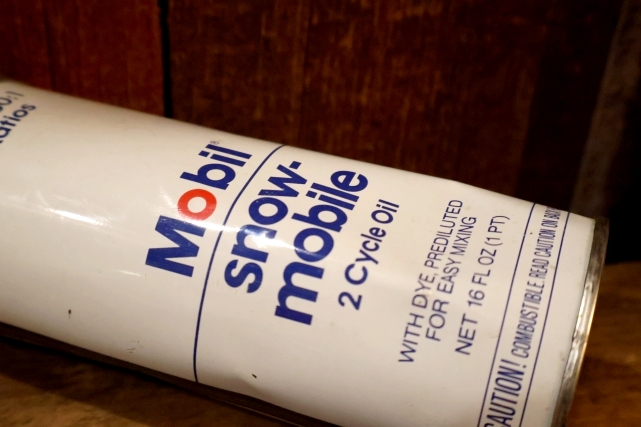 Mobil®
snow-
mobile
2 Cycle Oil
WITH DYE, PREDILUTED
FOR EASY MIXING
NET 16 FL OZ (1 PT)
CAUTION! COMBUSTIBLE. READ CAUTION ON BACK